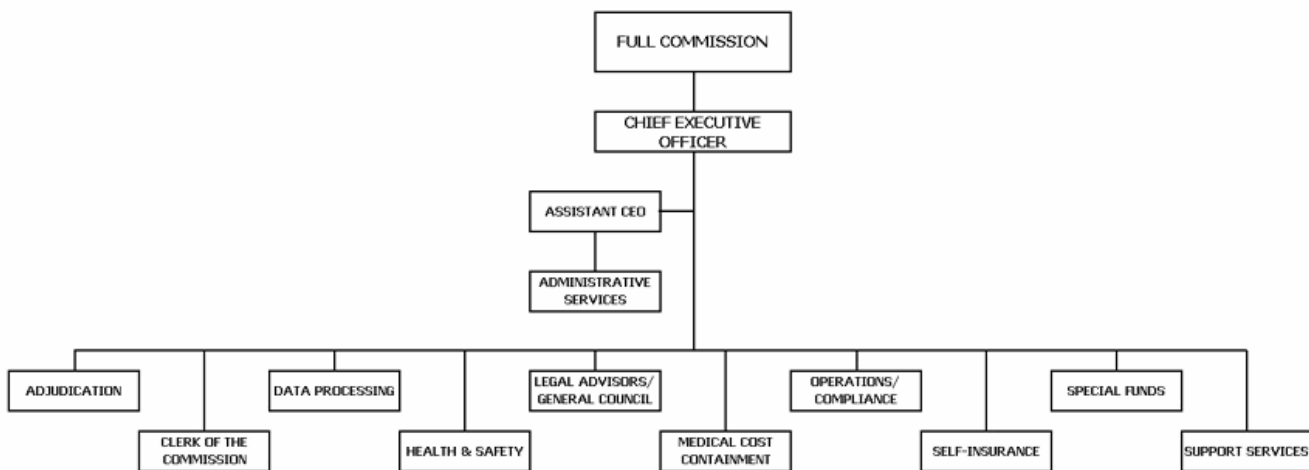 FULL COMMISSION
CHIEF EXECUTIVE
OFFICER
ASSISTANT CEO
ADMINISTRATIVE
SERVICES
ADJUDICATION
DATA PROCESSING
LEGAL ADVISORS/
GENERAL COUNCIL
OPERATIONS/
COMPLIANCE
SPECIAL FUNDS
CLERK OF THE
COMMISSION
HEALTH & SAFETY
MEDICAL COST
CONTAINMENT
SELF-INSURANCE
SUPPORT SERVICES